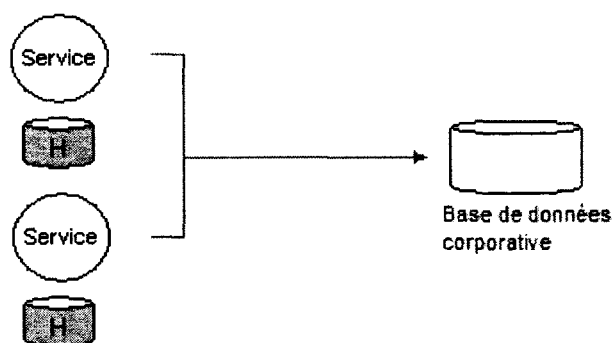 Service
H
Service
H
Base de données
corporative